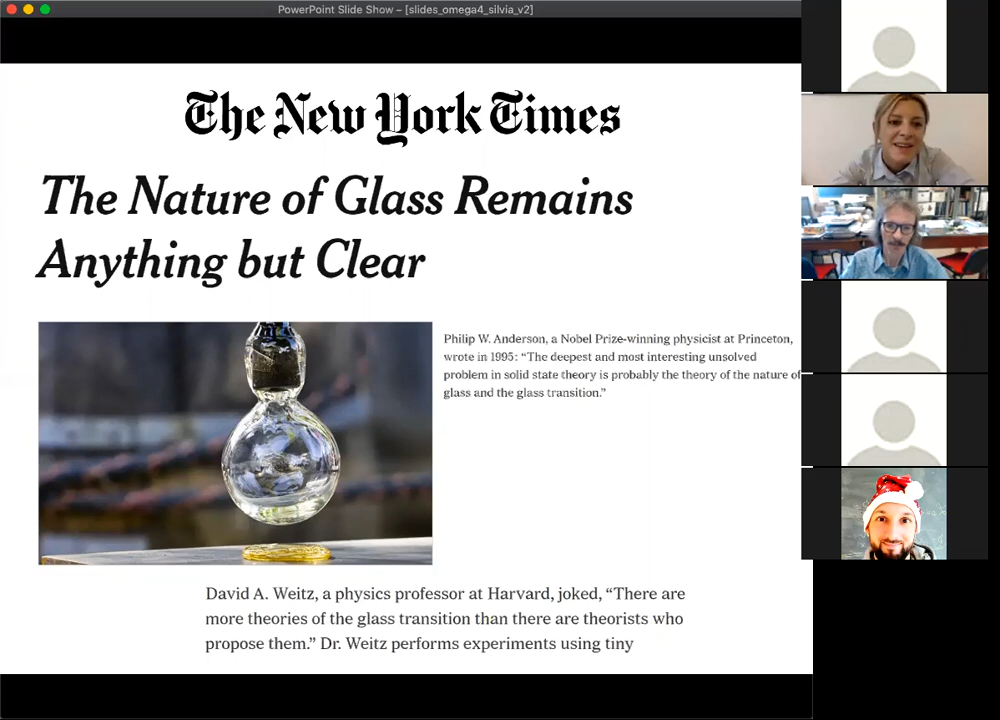 PowerPoint Slide Show – [slides_omega4_silvia_v2]
The New York Times
The Nature of Glass Remains
Anything but Clear
Philip W. Anderson, a Nobel Prize-winning physicist at Princeton,
wrote in 1995: “The deepest and most interesting unsolved
problem in solid state theory is probably the theory of the nature of
glass and the glass transition.”
David A. Weitz, a physics professor at Harvard, joked, “There are
more theories of the glass transition than there are theorists who
propose them.” Dr. Weitz performs experiments using tiny